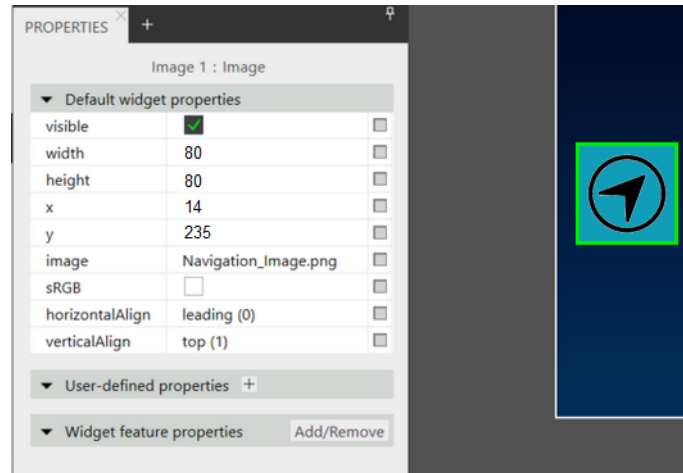 PROPERTIES × +
Image 1 : Image
Default widget properties
visible
width 80
height 80
x 14
y 235
image Navigation_Image.png
sRGB
horizontalAlign leading (0)
verticalAlign top (1)
User-defined properties +
Widget feature properties Add/Remove